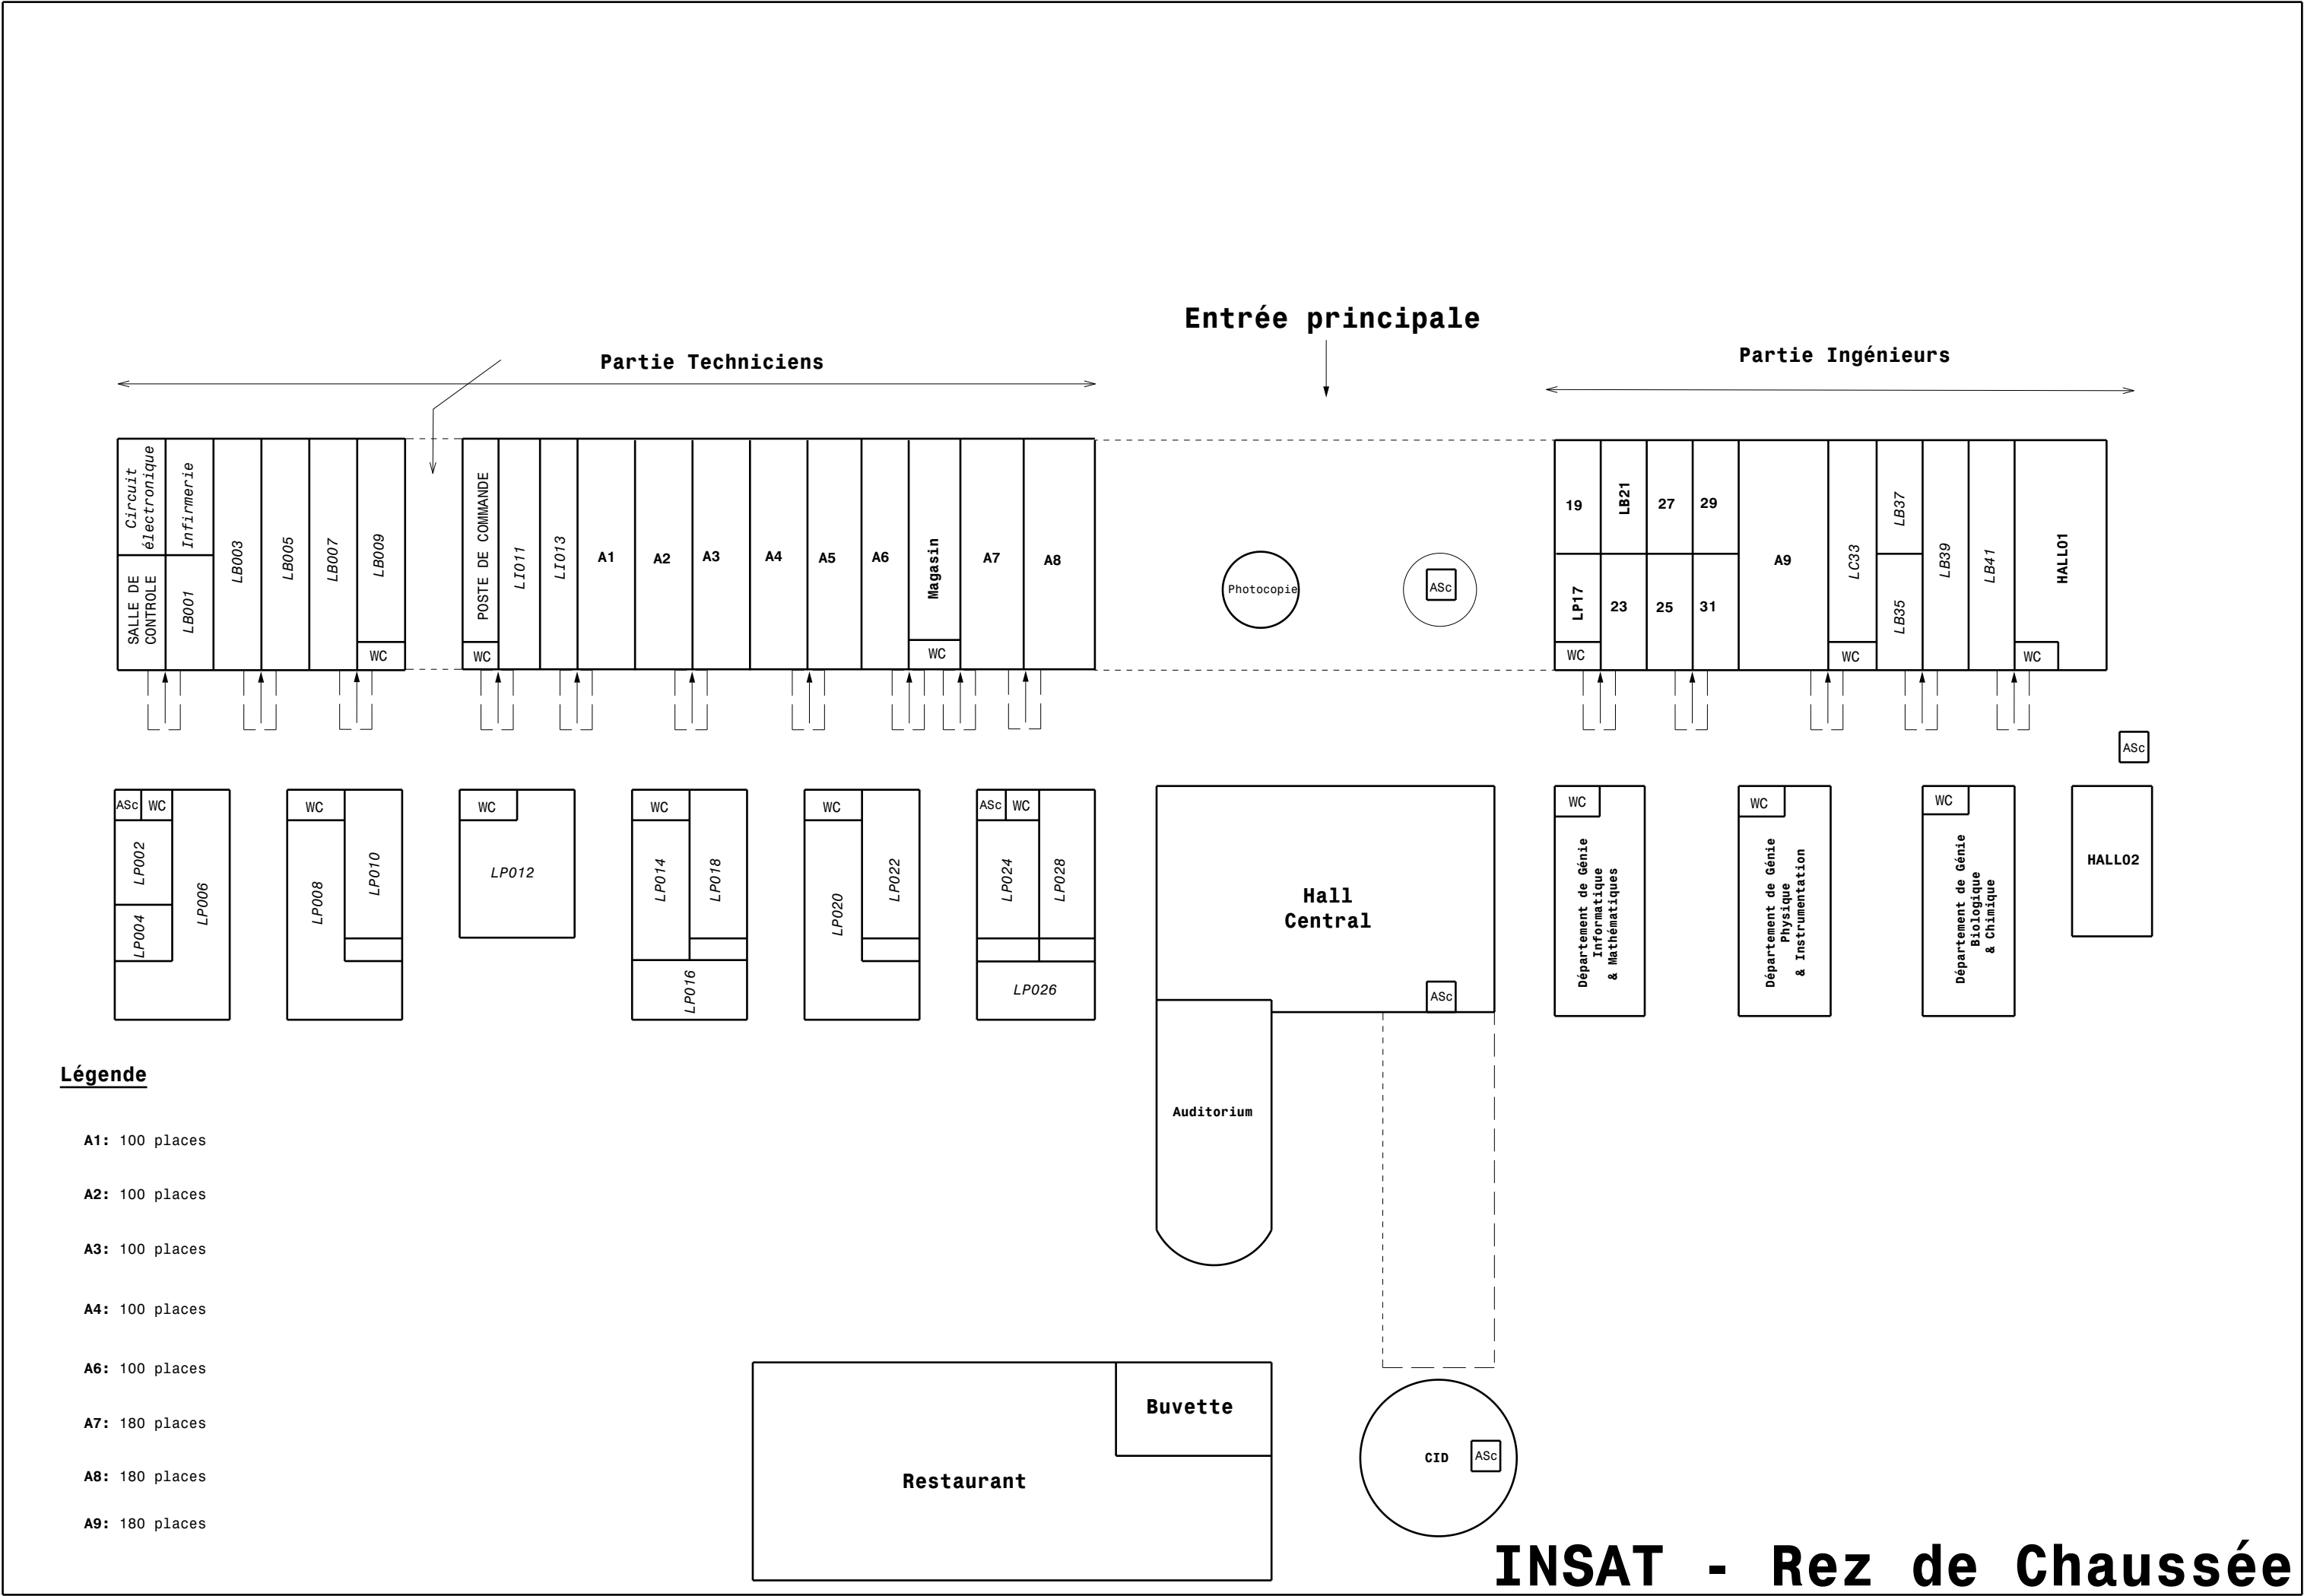 Entrée principale
Partie Techniciens
Partie Ingénieurs
Circuit
électronique
Infirmerie
SALLE DE
CONTROLE
LB001
LB003
LB005
LB007
LB009
WC
POSTE DE COMMANDE
WC
LI011
LI013
A1
A2
A3
A4
A5
A6
Magasin
WC
A7
A8
Photocopie
ASc
19
LP17
WC
LB21
23
27
25
29
31
A9
LC33
WC
LB37
LB35
LB39
LB41
HALL01
WC
ASc
ASc
WC
LP002
LP004
LP006
WC
LP008
LP010
WC
LP012
WC
LP014
LP018
LP016
WC
LP020
LP022
ASc
WC
LP024
LP028
LP026
Hall
Central
ASc
Auditorium
WC
Département de Génie
Informatique
& Mathématiques
WC
Département de Génie
Physique
& Instrumentation
WC
Département de Génie
Biologique
& Chimique
HALL02
Légende
A1: 100 places
A2: 100 places
A3: 100 places
A4: 100 places
A6: 100 places
A7: 180 places
A8: 180 places
A9: 180 places
Buvette
Restaurant
CID
ASc
INSAT - Rez de Chaussée